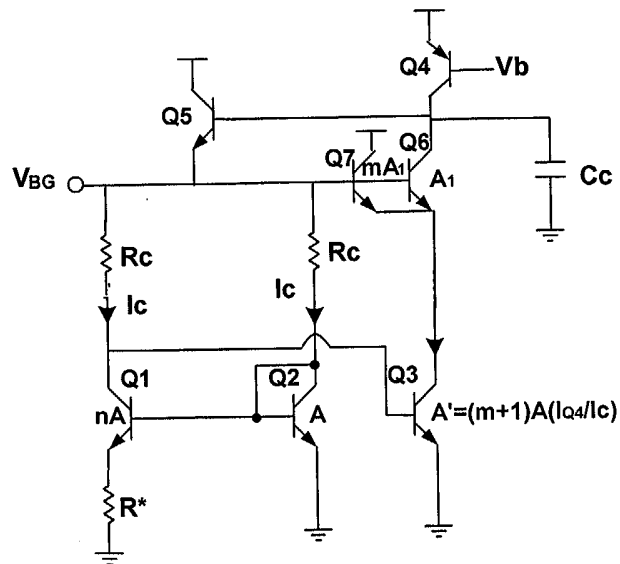 Q4
Vb
Q5
Q6
Q7
mA₁
A₁
VBG
Cc
Rc
Rc
Ic
Ic
Q1
Q2
Q3
nA
A
A'=(m+1)A(IQ4/Ic)
R*